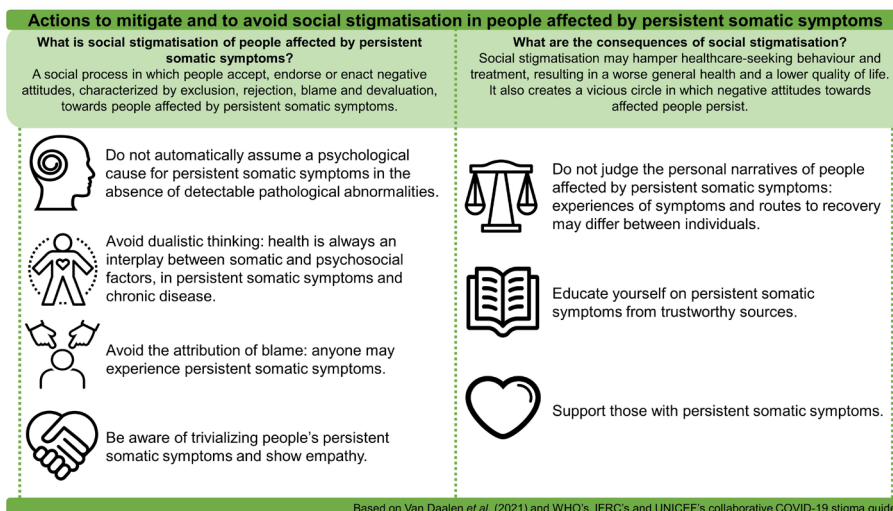 Actions to mitigate and to avoid social stigmatisation in people affected by persistent somatic symptoms
What is social stigmatisation of people affected by persistent
somatic symptoms?
A social process in which people accept, endorse or enact negative
attitudes, characterized by exclusion, rejection, blame and devaluation,
towards people affected by persistent somatic symptoms.
What are the consequences of social stigmatisation?
Social stigmatisation may hamper healthcare-seeking behaviour and
treatment, resulting in a worse general health and a lower quality of life.
It also creates a vicious circle in which negative attitudes towards
affected people persist.
Do not automatically assume a psychological
cause for persistent somatic symptoms in the
absence of detectable pathological abnormalities.
Avoid dualistic thinking: health is always an
interplay between somatic and psychosocial
factors, in persistent somatic symptoms and
chronic disease.
Avoid the attribution of blame: anyone may
experience persistent somatic symptoms.
Be aware of trivializing people's persistent
somatic symptoms and show empathy.
Do not judge the personal narratives of people
affected by persistent somatic symptoms:
experiences of symptoms and routes to recovery
may differ between individuals.
Educate yourself on persistent somatic
symptoms from trustworthy sources.
Support those with persistent somatic symptoms.
Based on Van Daalen et al. (2021) and WHO's, IFRC's and UNICEF's collaborative COVID-19 stigma guid